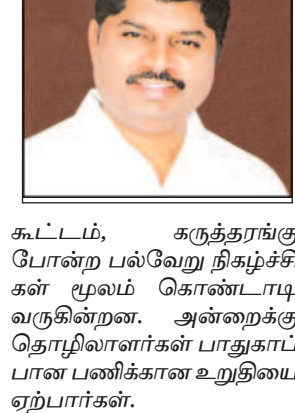 கூட்டம், கருத்தரங்கு
போன்ற பல்வேறு நிகழ்ச்சி
கள் மூலம் கொண்டாடி
வருகின்றன. அன்றைக்கு
தொழிலாளர்கள் பாதுகாப்
பான பணிக்கான உறுதியை
ஏற்பார்கள்.